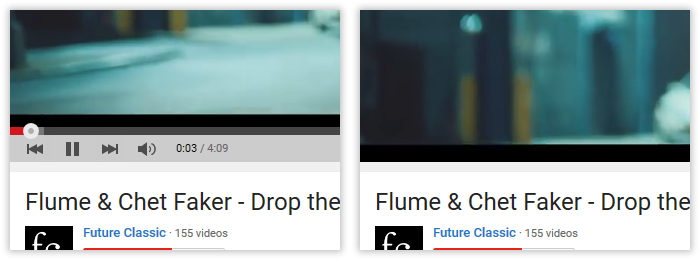 0:03 / 4:09
Flume & Chet Faker - Drop the
fc
Future Classic · 155 videos
Flume & Chet Faker - Drop the
fc
Future Classic · 155 videos